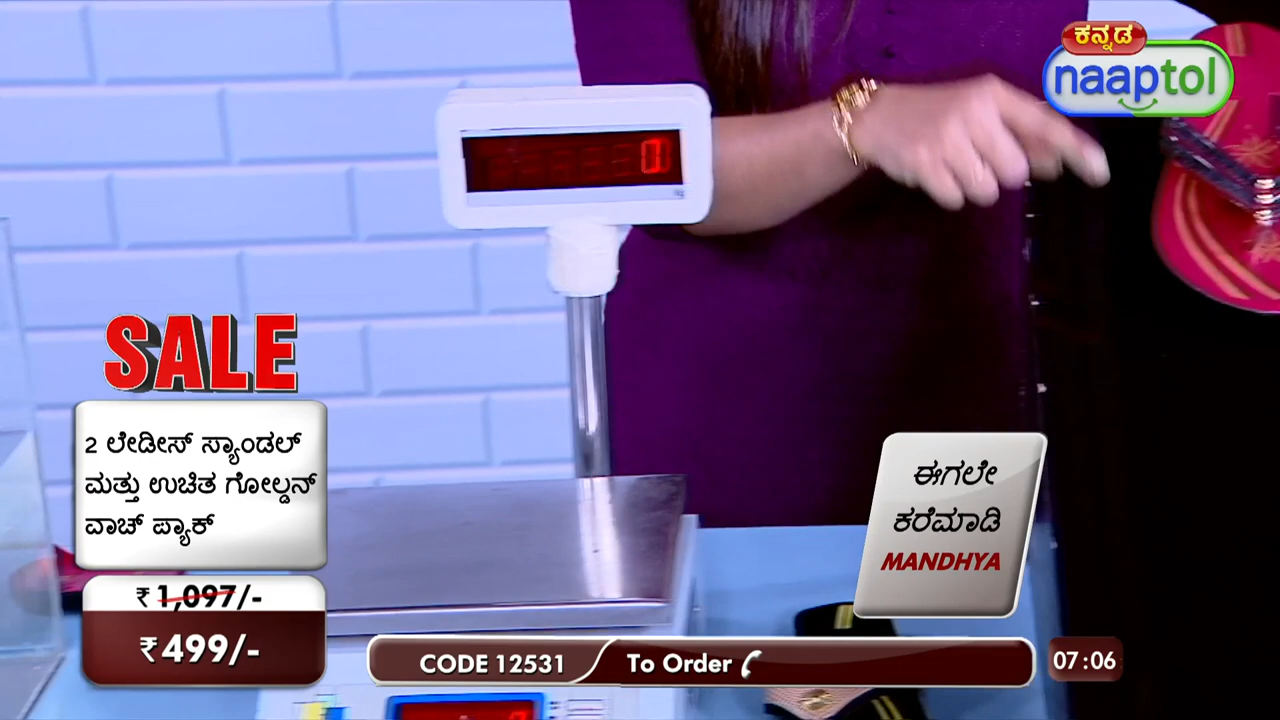 ಕನ್ನಡ
naaptol
0
SALE
2 ಲೇಡೀಸ್ ಸ್ಯಾಂಡಲ್
ಮತ್ತು ಉಚಿತ ಗೋಲ್ಡನ್
ವಾಚ್ ಪ್ಯಾಕ್
₹ 1,097/-
₹ 499/-
ಈಗಲೇ
ಕರೆಮಾಡಿ
MANDHYA
CODE 12531 To Order
07:06